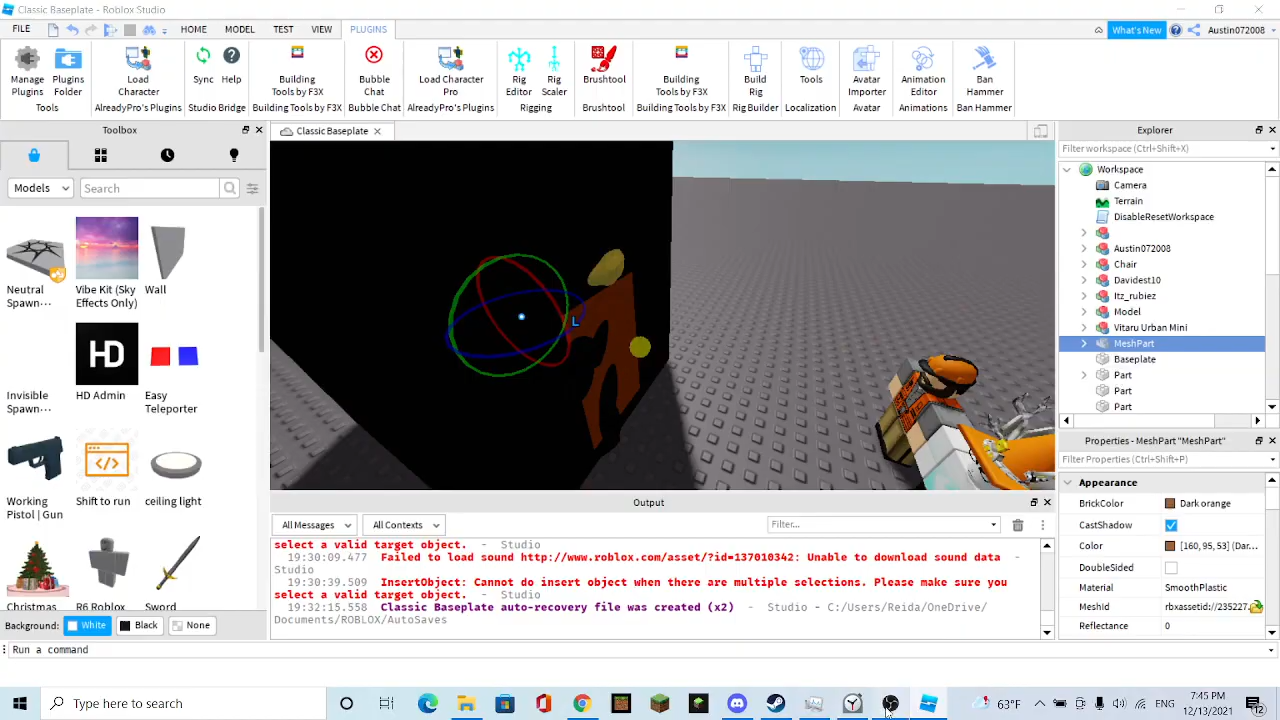 Classic Baseplate - Roblox Studio
FILE HOME MODEL TEST VIEW PLUGINS What's New Austin072008
Manage Plugins
Plugins Folder
Load Character
Sync
Help
Building Tools by F3X
Bubble Chat
Load Character Pro
Rig Editor
Rig Scaler
Brushtool
Building Tools by F3X
Build Rig
Tools
Avatar Importer
Animation Editor
Ban Hammer
Tools AlreadyPro's Plugins Studio Bridge Building Tools by F3X Bubble Chat AlreadyPro's Plugins Rigging Brushtool Building Tools by F3X Rig Builder Localization Avatar Animations Ban Hammer
Toolbox
Models Search
Neutral Spawn...
Vibe Kit (Sky Effects Only)
Wall
HD
Invisible Spawn...
HD Admin
Easy Teleporter
Working Pistol | Gun
Shift to run
ceiling light
Christmas
R6 Roblox
Sword
Background: White Black None
Classic Baseplate
L
Output
All Messages All Contexts Filter...
select a valid target object. - Studio
19:30:09.477 Failed to load sound http://www.roblox.com/asset/?id=137010342: Unable to download sound data -
Studio
19:30:39.509 InsertObject: Cannot do insert object when there are multiple selections. Please make sure you
select a valid target object. - Studio
19:32:15.558 Classic Baseplate auto-recovery file was created (x2) - Studio - C:/Users/Reida/OneDrive/
Documents/ROBLOX/AutoSaves
Explorer
Filter workspace (Ctrl+Shift+X)
Workspace
Camera
Terrain
DisableResetWorkspace
Austin072008
Chair
Davidest10
Itz_rubiez
Model
Vitaru Urban Mini
MeshPart
Baseplate
Part
Part
Part
Properties - MeshPart "MeshPart"
Filter Properties (Ctrl+Shift+P)
Appearance
BrickColor Dark orange
CastShadow
Color [160, 95, 53] (Dar...
DoubleSided
Material SmoothPlastic
MeshId rbxassetid://235227...
Reflectance 0
Run a command
Type here to search
63°F
7:45 PM
12/13/2021
12